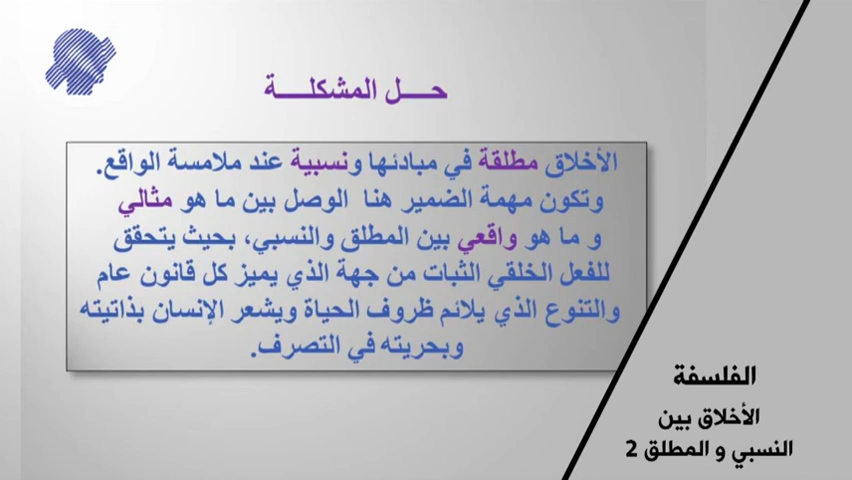 حـــل المشكلـــة
الأخلاق مطلقة في مبادئها ونسبية عند ملامسة الواقع.
وتكون مهمة الضمير هنا الوصل بين ما هو مثالي
و ما هو واقعي بين المطلق والنسبي، بحيث يتحقق
للفعل الخلقي الثبات من جهة الذي يميز كل قانون عام
والتنوع الذي يلائم ظروف الحياة ويشعر الإنسان بذاتيته
وبحريته في التصرف.
الفلسفة
الأخلاق بين
النسبي و المطلق 2